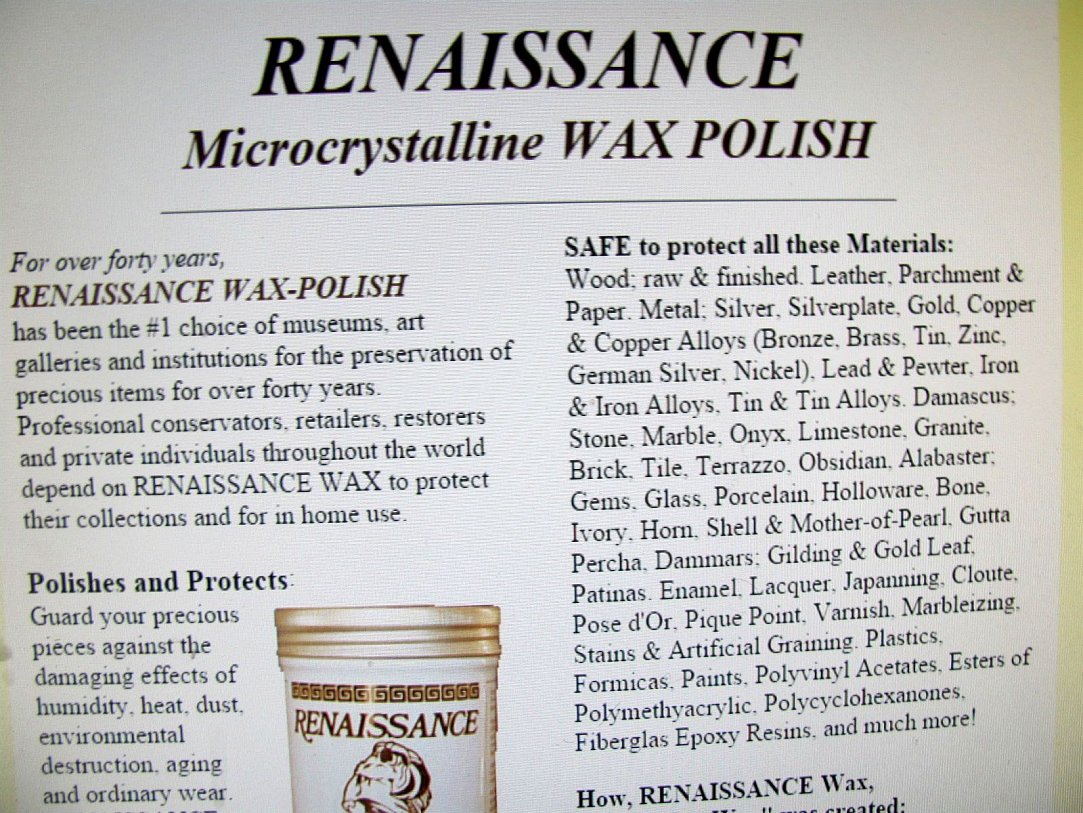 RENAISSANCE
Microcrystalline WAX POLISH
For over forty years,
RENAISSANCE WAX-POLISH
has been the #1 choice of museums, art
galleries and institutions for the preservation of
precious items for over forty years.
Professional conservators, retailers, restorers
and private individuals throughout the world
depend on RENAISSANCE WAX to protect
their collections and for in home use.
Polishes and Protects:
Guard your precious
pieces against the
damaging effects of
humidity, heat, dust,
environmental
destruction, aging
and ordinary wear.
RENAISSANCE
SAFE to protect all these Materials:
Wood; raw & finished. Leather, Parchment &
Paper. Metal; Silver, Silverplate, Gold, Copper
& Copper Alloys (Bronze, Brass, Tin, Zinc,
German Silver, Nickel), Lead & Pewter, Iron
& Iron Alloys, Tin & Tin Alloys. Damascus;
Stone, Marble, Onyx, Limestone, Granite,
Brick, Tile, Terrazzo, Obsidian, Alabaster;
Gems, Glass, Porcelain, Holloware, Bone,
Ivory, Horn, Shell & Mother-of-Pearl, Gutta
Percha, Dammars; Gilding & Gold Leaf,
Patinas. Enamel, Lacquer, Japanning, Cloute,
Pose d'Or, Pique Point, Varnish, Marbleizing,
Stains & Artificial Graining. Plastics,
Formicas, Paints, Polyvinyl Acetates, Esters of
Polymethyacrylic, Polycyclohexanones,
Fiberglas Epoxy Resins, and much more!
How, RENAISSANCE Wax,
was created: